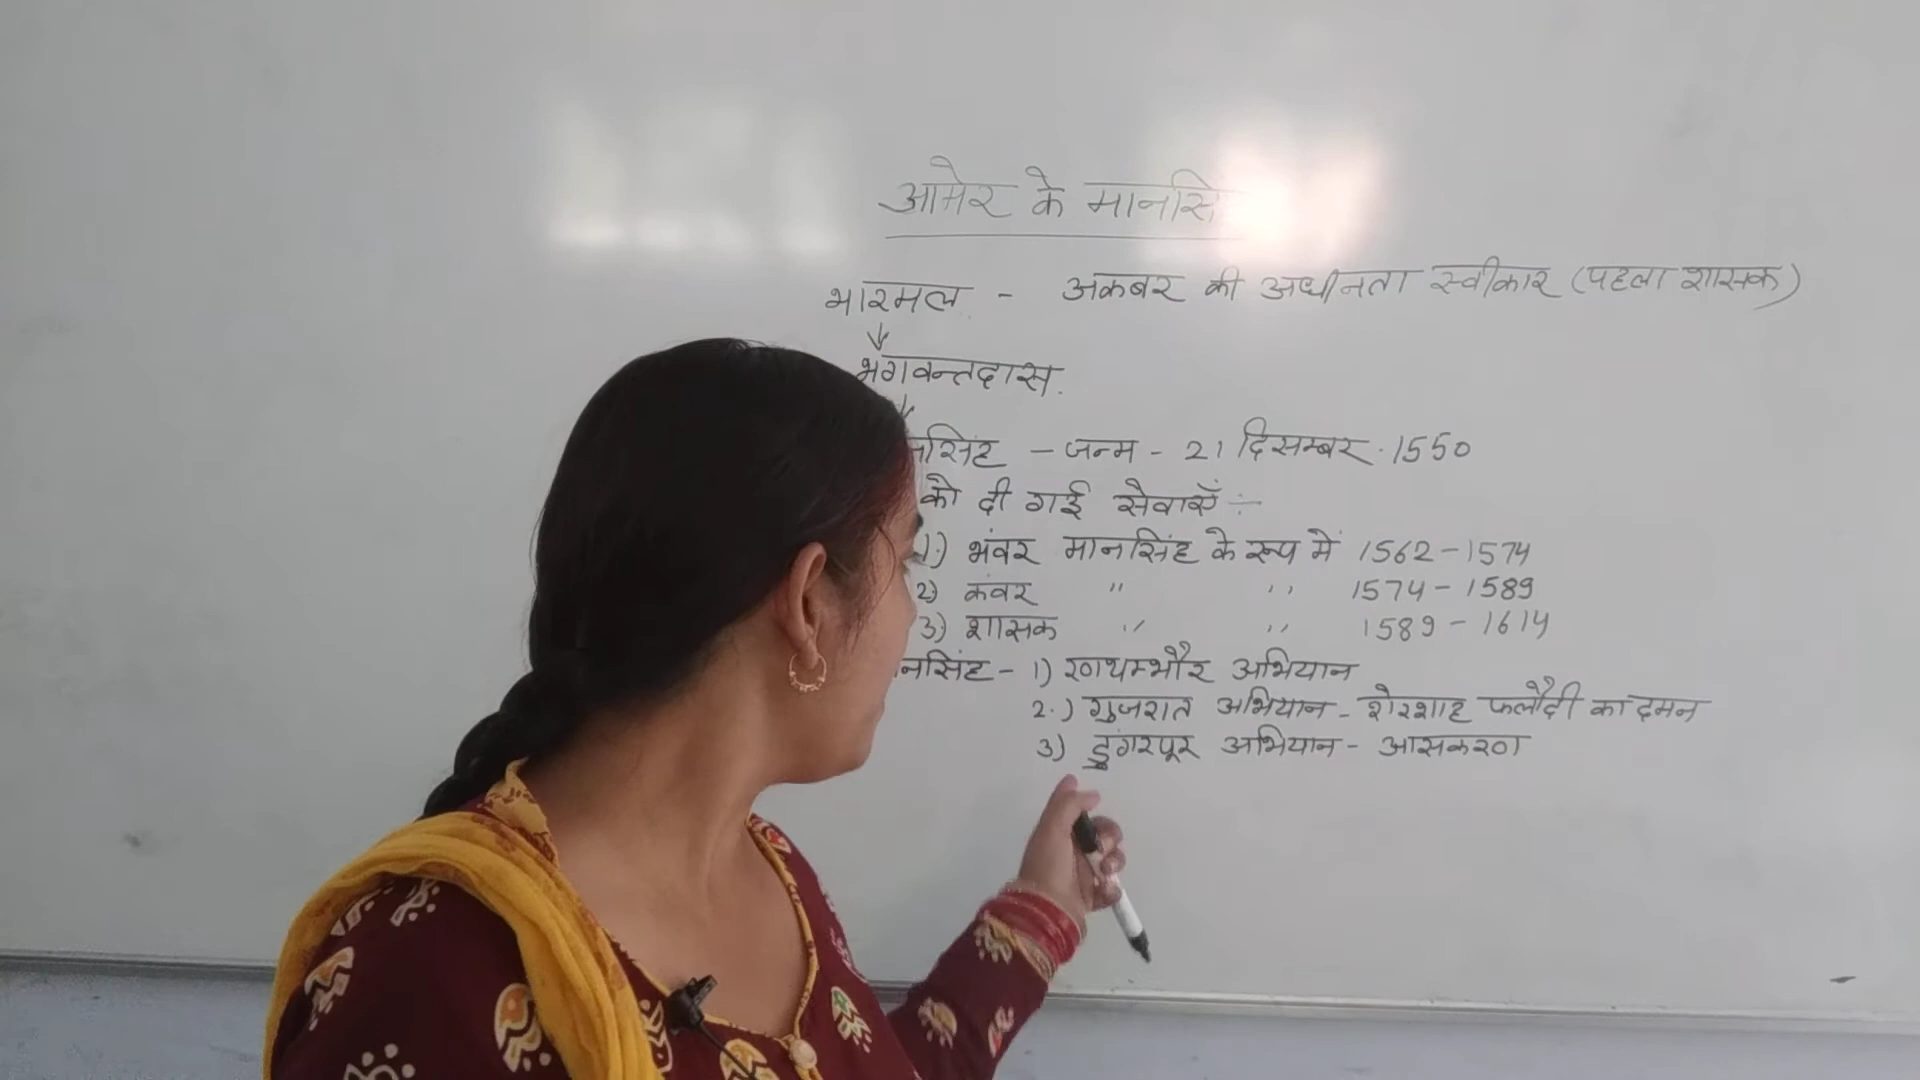 आमेर के मानसि
भारमल - अकबर की अधीनता स्वीकार (पहला शासक)
↓
भगवन्तदास.
↓
सिंह - जन्म - 21 दिसम्बर. 1550
को दी गई सेवाएँ ÷
1.) भंवर मानसिंह के रूप में 1562 - 1574
2) कंवर " " 1574 - 1589
3.) शासक " " 1589 - 1614
नसिंह - 1) रणथम्भौर अभियान
2.) गुजरात अभियान - शेरशाह फलौदी का दमन
3) डुंगरपूर अभियान - आसकरण